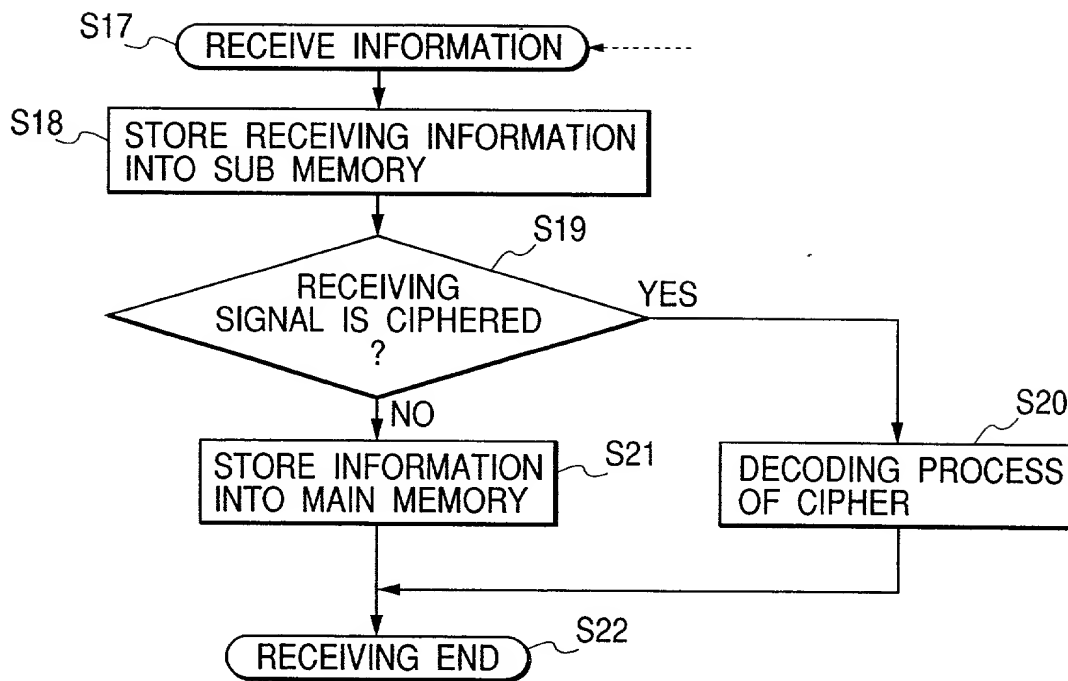 S17
RECEIVE INFORMATION
S18
STORE RECEIVING INFORMATION
INTO SUB MEMORY
S19
RECEIVING
SIGNAL IS CIPHERED
?
YES
NO
S20
DECODING PROCESS
OF CIPHER
S21
STORE INFORMATION
INTO MAIN MEMORY
S22
RECEIVING END